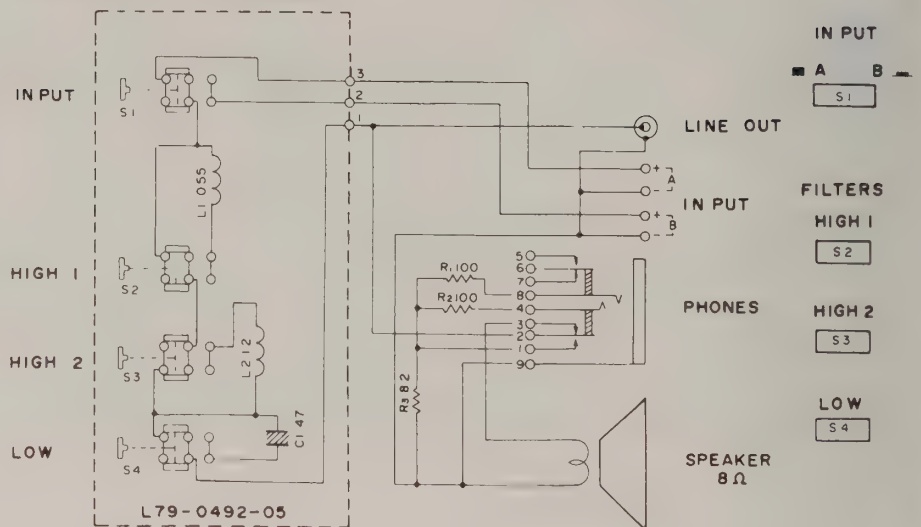 IN PUT
S1
L1 055
HIGH 1
S2
HIGH 2
S3
L2 12
LOW
S4
C1 47
L79-0492-05
3
2
1
LINE OUT
+
-
A
IN PUT
+
-
B
R1 100
R2 100
R3 82
5
6
7
8
4
3
2
1
9
PHONES
SPEAKER
8Ω
IN PUT
A B
S1
FILTERS
HIGH 1
S2
HIGH 2
S3
LOW
S4